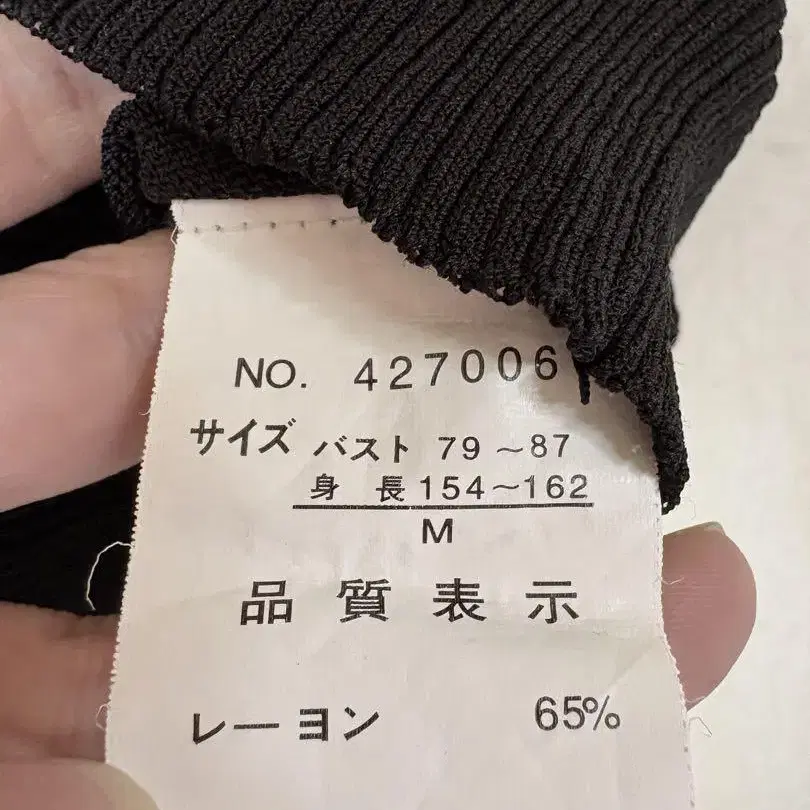 NO. 427006
サイズ バスト 79～87
身長 154～162
M
品質表示
レーヨン 65%